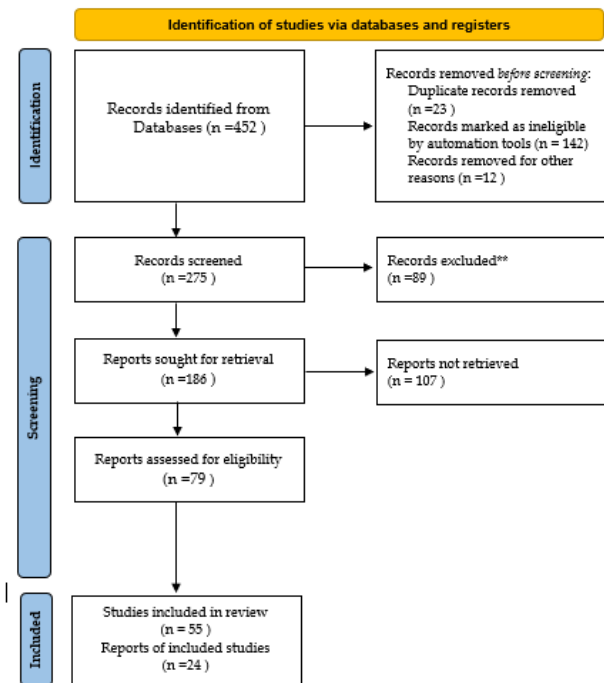 Identification of studies via databases and registers
Identification
Records identified from
Databases (n =452 )
Records removed before screening:
Duplicate records removed
(n =23 )
Records marked as ineligible
by automation tools (n = 142)
Records removed for other
reasons (n =12 )
Screening
Records screened
(n =275 )
Records excluded**
(n =89 )
Reports sought for retrieval
(n =186 )
Reports not retrieved
(n = 107 )
Reports assessed for eligibility
(n =79 )
Included
Studies included in review
(n = 55 )
Reports of included studies
(n =24 )